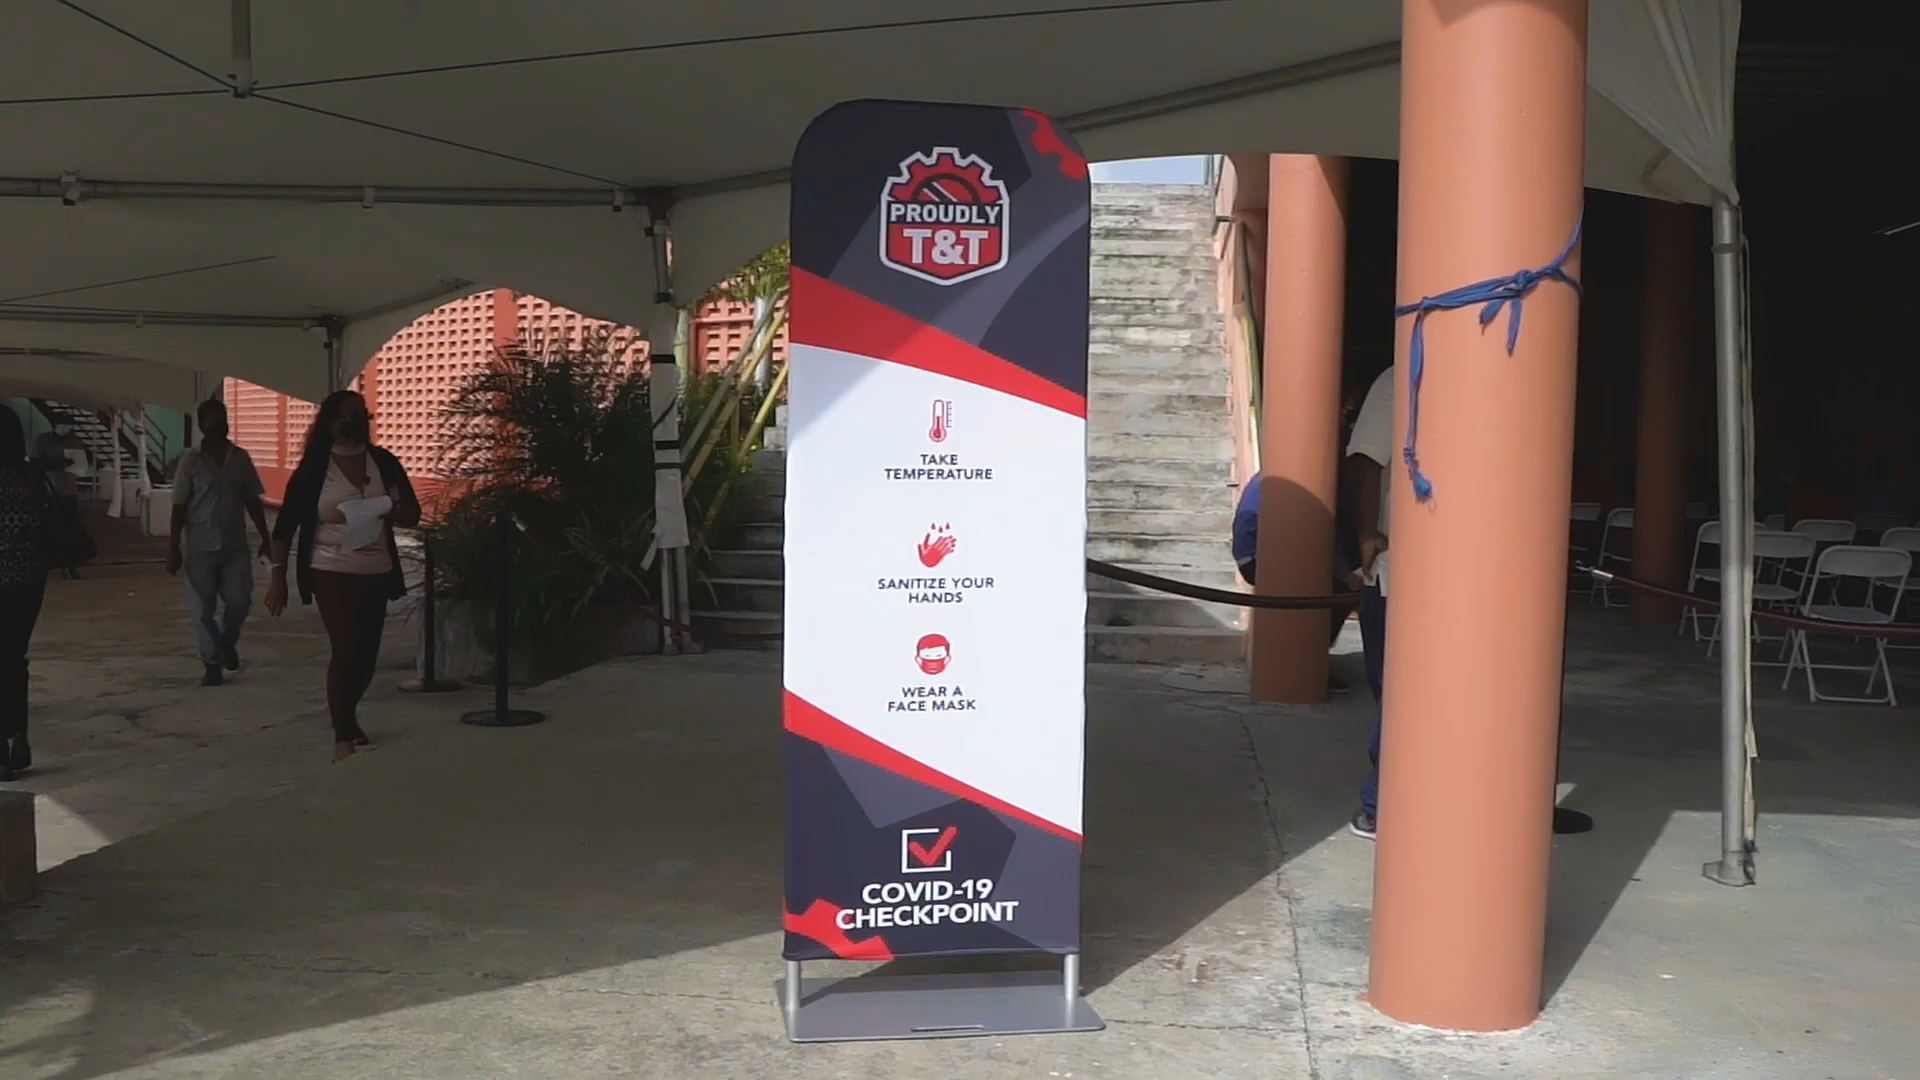 PROUDLY
T&T
TAKE
TEMPERATURE
SANITIZE YOUR
HANDS
WEAR A
FACE MASK
COVID-19
CHECKPOINT